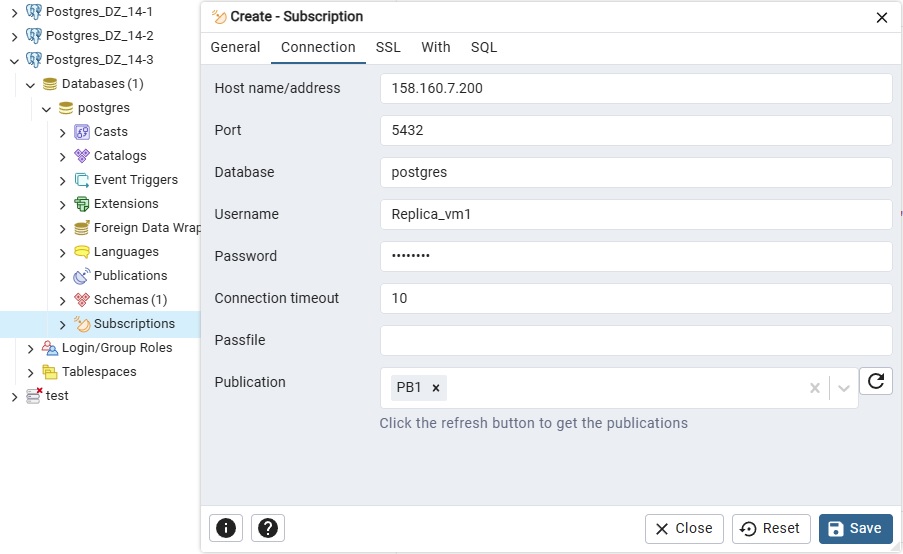 Postgres_DZ_14-1
Postgres_DZ_14-2
Postgres_DZ_14-3
Databases (1)
postgres
Casts
Catalogs
Event Triggers
Extensions
Foreign Data Wrap
Languages
Publications
Schemas (1)
Subscriptions
Login/Group Roles
Tablespaces
test
Create - Subscription
General Connection SSL With SQL
Host name/address 158.160.7.200
Port 5432
Database postgres
Username Replica_vm1
Password ••••••••
Connection timeout 10
Passfile
Publication PB1
Click the refresh button to get the publications
Close Reset Save